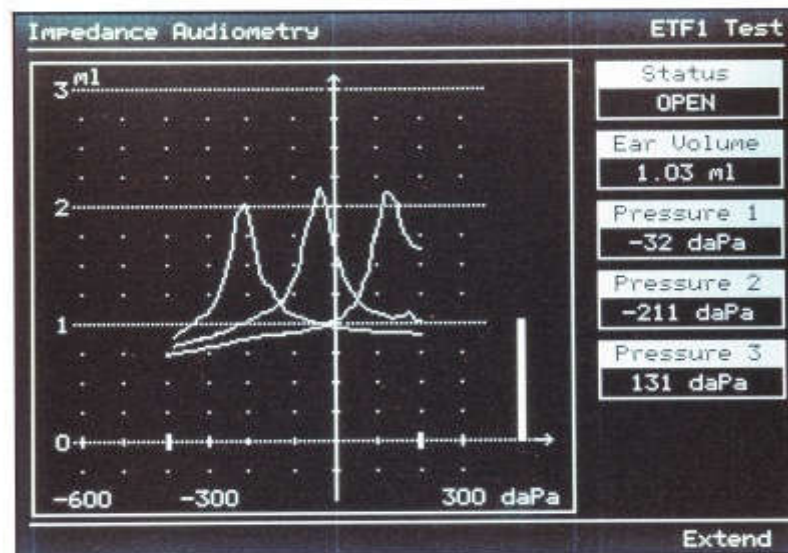 Impedance Audiometry
ETF1 Test
ml
3
2
1
0
-600
-300
300 daPa
Status
OPEN
Ear Volume
1.03 ml
Pressure 1
-32 daPa
Pressure 2
-211 daPa
Pressure 3
131 daPa
Extend